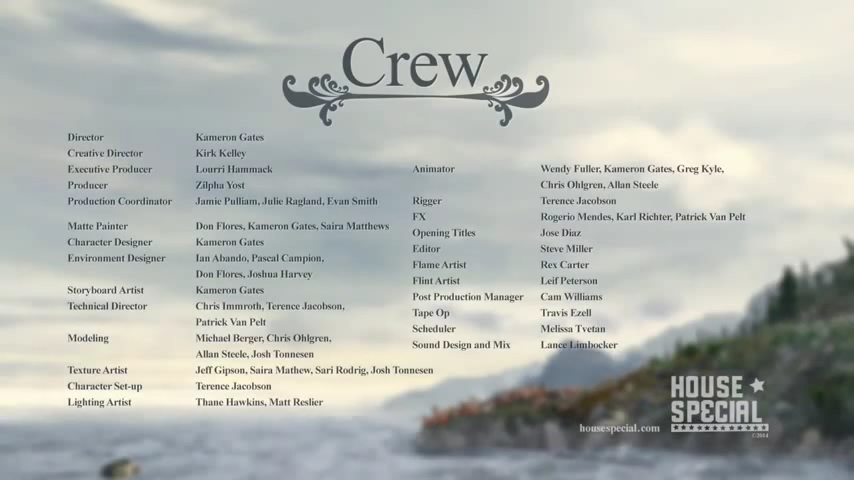 Crew
Director Kameron Gates
Creative Director Kirk Kelley
Executive Producer Lourri Hammack
Producer Zilpha Yost
Production Coordinator Jamie Pulliam, Julie Ragland, Evan Smith
Matte Painter Don Flores, Kameron Gates, Saira Matthews
Character Designer Kameron Gates
Environment Designer Ian Abando, Pascal Campion,
Don Flores, Joshua Harvey
Storyboard Artist Kameron Gates
Technical Director Chris Immroth, Terence Jacobson,
Patrick Van Pelt
Modeling Michael Berger, Chris Ohlgren,
Allan Steele, Josh Tonnesen
Texture Artist Jeff Gipson, Saira Mathew, Sari Rodrig, Josh Tonnesen
Character Set-up Terence Jacobson
Lighting Artist Thane Hawkins, Matt Reslier
Animator Wendy Fuller, Kameron Gates, Greg Kyle,
Chris Ohlgren, Allan Steele
Rigger Terence Jacobson
FX Rogerio Mendes, Karl Richter, Patrick Van Pelt
Opening Titles Jose Diaz
Editor Steve Miller
Flame Artist Rex Carter
Flint Artist Leif Peterson
Post Production Manager Cam Williams
Tape Op Travis Ezell
Scheduler Melissa Tvetan
Sound Design and Mix Lance Limbocker
housespecial.com
HOUSE
SPECIAL
©2014